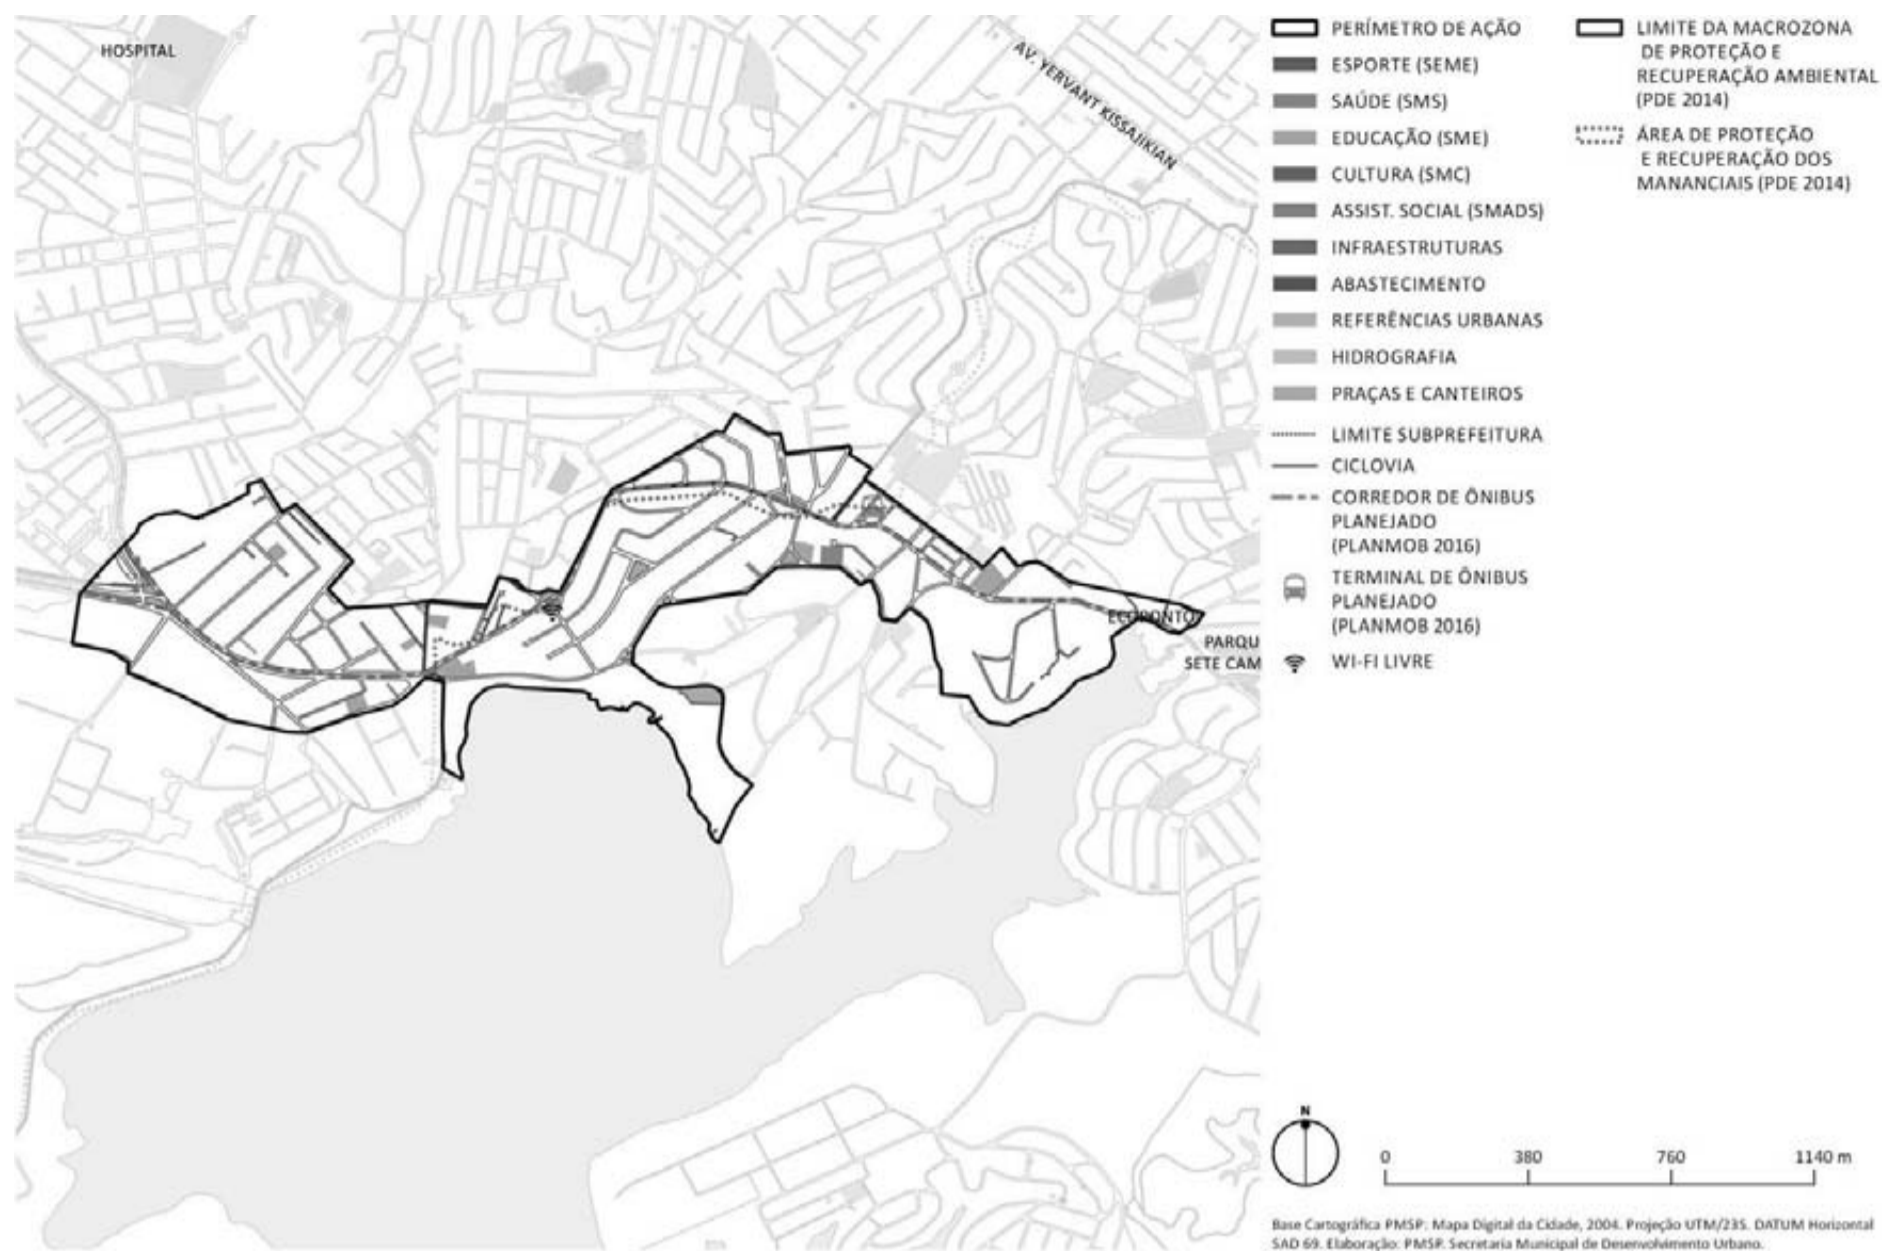 HOSPITAL
AV. YERVANT KISSAJIKIAN
ECOPONTO
PARQU
SETE CAM
PERÍMETRO DE AÇÃO
ESPORTE (SEME)
SAÚDE (SMS)
EDUCAÇÃO (SME)
CULTURA (SMC)
ASSIST. SOCIAL (SMADS)
INFRAESTRUTURAS
ABASTECIMENTO
REFERÊNCIAS URBANAS
HIDROGRAFIA
PRAÇAS E CANTEIROS
LIMITE SUBPREFEITURA
CICLOVIA
CORREDOR DE ÔNIBUS
PLANEJADO
(PLANMOB 2016)
TERMINAL DE ÔNIBUS
PLANEJADO
(PLANMOB 2016)
WI-FI LIVRE
LIMITE DA MACROZONA
DE PROTEÇÃO E
RECUPERAÇÃO AMBIENTAL
(PDE 2014)
ÁREA DE PROTEÇÃO
E RECUPERAÇÃO DOS
MANANCIAIS (PDE 2014)
N
0 380 760 1140 m
Base Cartográfica PMSP: Mapa Digital da Cidade, 2004. Projeção UTM/23S. DATUM Horizontal
SAD 69. Elaboração: PMSP. Secretaria Municipal de Desenvolvimento Urbano.